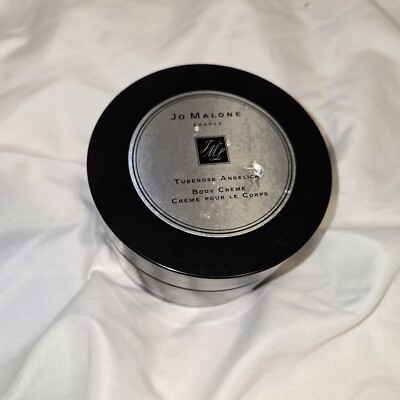 JO MALONE
LONDON
JML
TUBEROSE ANGELICA
BODY CRÈME
CRÈME POUR LE CORPS